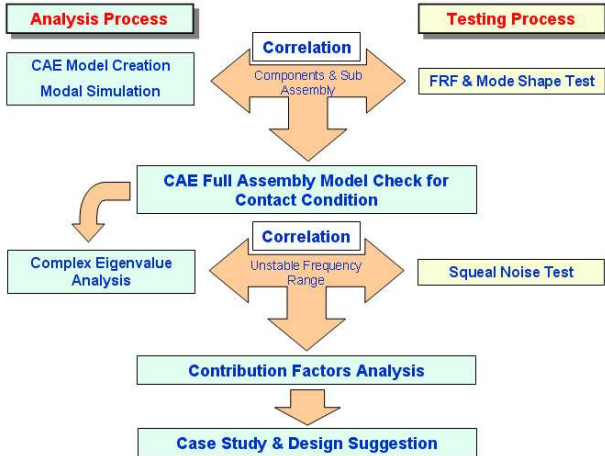 Analysis Process
Testing Process
Correlation
CAE Model Creation
Modal Simulation
Components & Sub
Assembly
FRF & Mode Shape Test
CAE Full Assembly Model Check for
Contact Condition
Correlation
Complex Eigenvalue
Analysis
Unstable Frequency
Range
Squeal Noise Test
Contribution Factors Analysis
Case Study & Design Suggestion